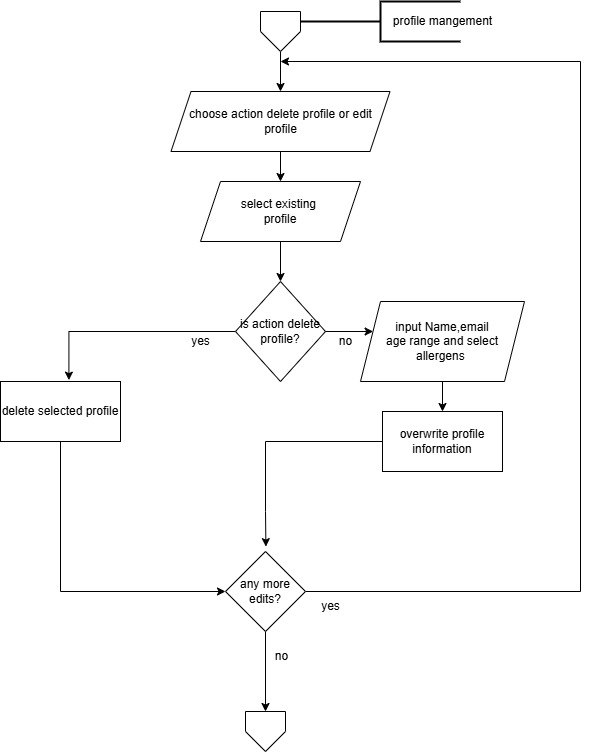 profile mangement
choose action delete profile or edit
profile
select existing
profile
is action delete
profile?
yes
no
input Name,email
age range and select
allergens
delete selected profile
overwrite profile
information
any more
edits?
yes
no